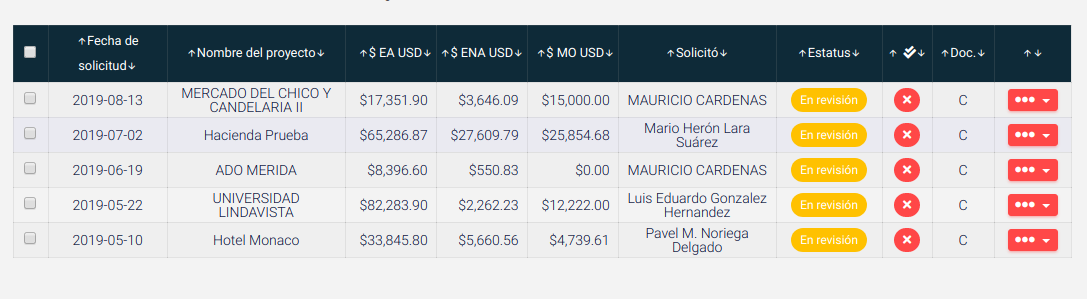 ↑Fecha de solicitud↓ ↑Nombre del proyecto↓ ↑$ EA USD↓ ↑$ ENA USD↓ ↑$ MO USD↓ ↑Solicitó↓ ↑Estatus↓ ↑ ↓ ↑Doc.↓ ↑ ↓
2019-08-13 MERCADO DEL CHICO Y CANDELARIA II $17,351.90 $3,646.09 $15,000.00 MAURICIO CARDENAS En revisión C
2019-07-02 Hacienda Prueba $65,286.87 $27,609.79 $25,854.68 Mario Herón Lara Suárez En revisión C
2019-06-19 ADO MERIDA $8,396.60 $550.83 $0.00 MAURICIO CARDENAS En revisión C
2019-05-22 UNIVERSIDAD LINDAVISTA $82,283.90 $2,262.23 $12,222.00 Luis Eduardo Gonzalez Hernandez En revisión C
2019-05-10 Hotel Monaco $33,845.80 $5,660.56 $4,739.61 Pavel M. Noriega Delgado En revisión C